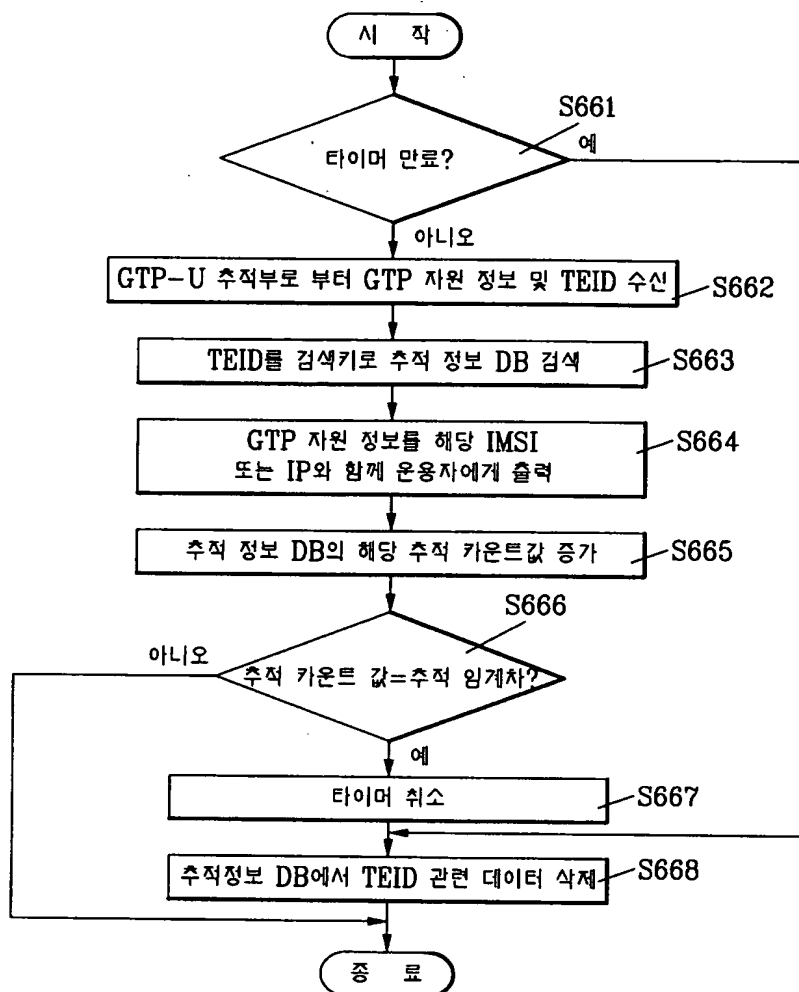 시 작
S661
타이머 만료?
예
아니오
GTP-U 추적부로 부터 GTP 자원 정보 및 TEID 수신
S662
TEID를 검색키로 추적 정보 DB 검색
S663
GTP 자원 정보를 해당 IMSI
또는 IP와 함께 운용자에게 출력
S664
추적 정보 DB의 해당 추적 카운트값 증가
S665
S666
아니오
추적 카운트 값=추적 임계차?
예
타이머 취소
S667
추적정보 DB에서 TEID 관련 데이터 삭제
S668
종 료